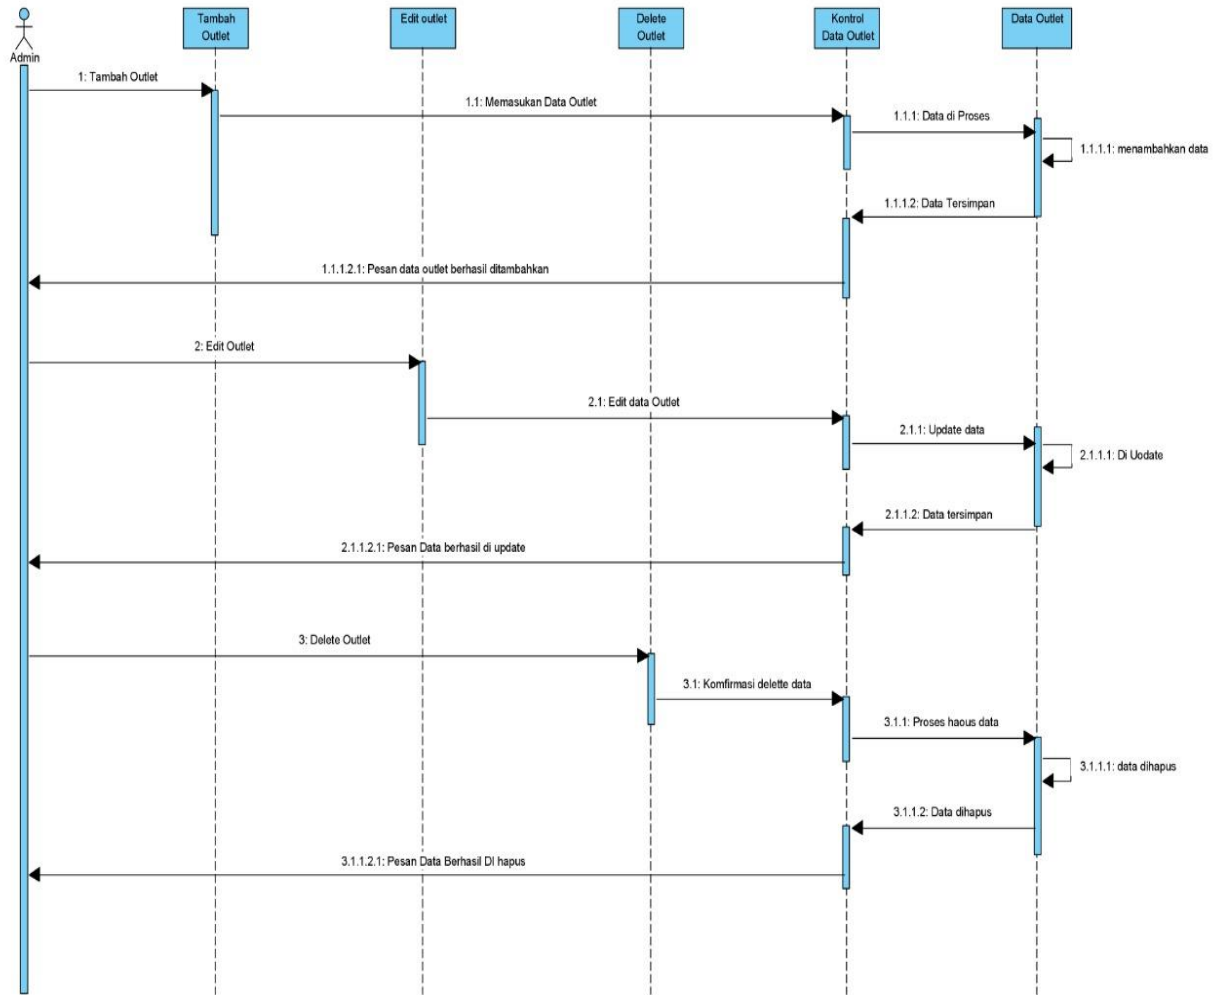 Admin
Tambah
Outlet
Edit outlet
Delete
Outlet
Kontrol
Data Outlet
Data Outlet
1: Tambah Outlet
1.1: Memasukan Data Outlet
1.1.1: Data di Proses
1.1.1.1: menambahkan data
1.1.1.2: Data Tersimpan
1.1.1.2.1: Pesan data outlet berhasil ditambahkan
2: Edit Outlet
2.1: Edit data Outlet
2.1.1: Update data
2.1.1.1: Di Uodate
2.1.1.2: Data tersimpan
2.1.1.2.1: Pesan Data berhasil di update
3: Delete Outlet
3.1: Komfirmasi delette data
3.1.1: Proses haous data
3.1.1.1: data dihapus
3.1.1.2: Data dihapus
3.1.1.2.1: Pesan Data Berhasil DI hapus